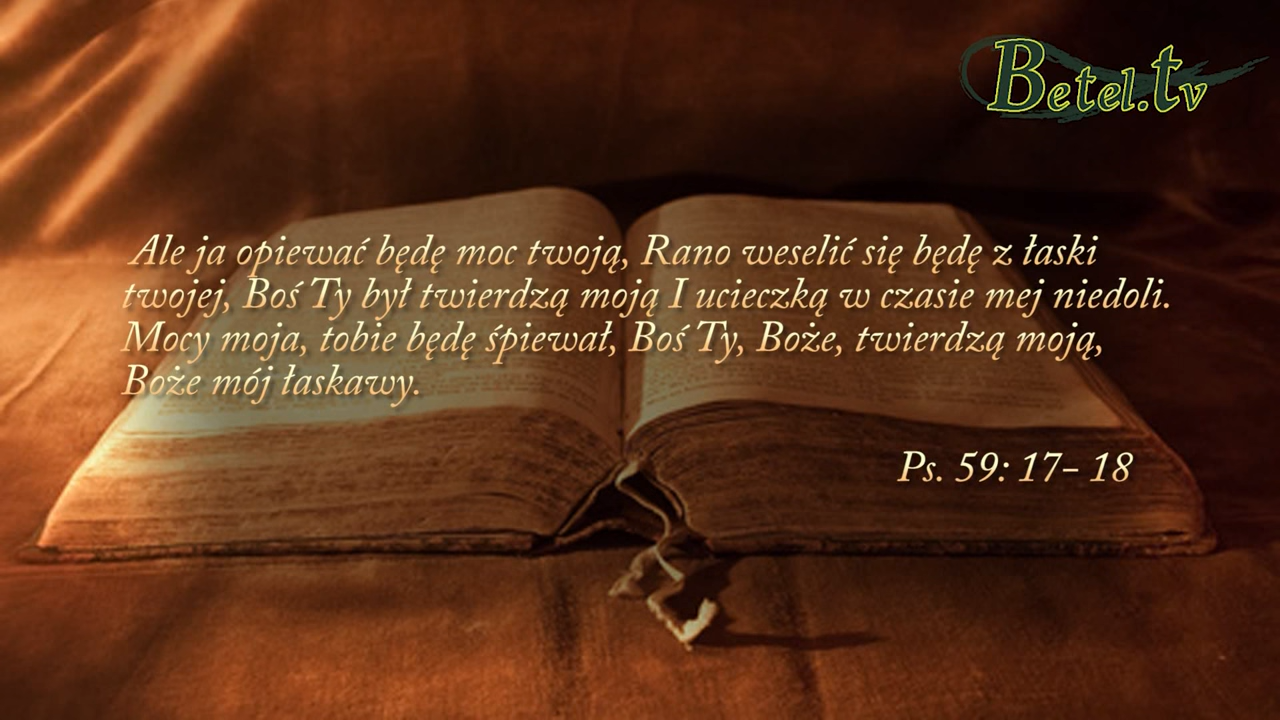 Betel.tv
Ale ja opiewać będę moc twoją, Rano weselić się będę z łaski
twojej, Boś Ty był twierdzą moją I ucieczką w czasie mej niedoli.
Mocy moja, tobie będę śpiewał, Boś Ty, Boże, twierdzą moją,
Boże mój łaskawy.
Ps. 59: 17– 18